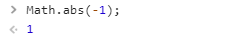 > Math.abs(-1);
<· 1